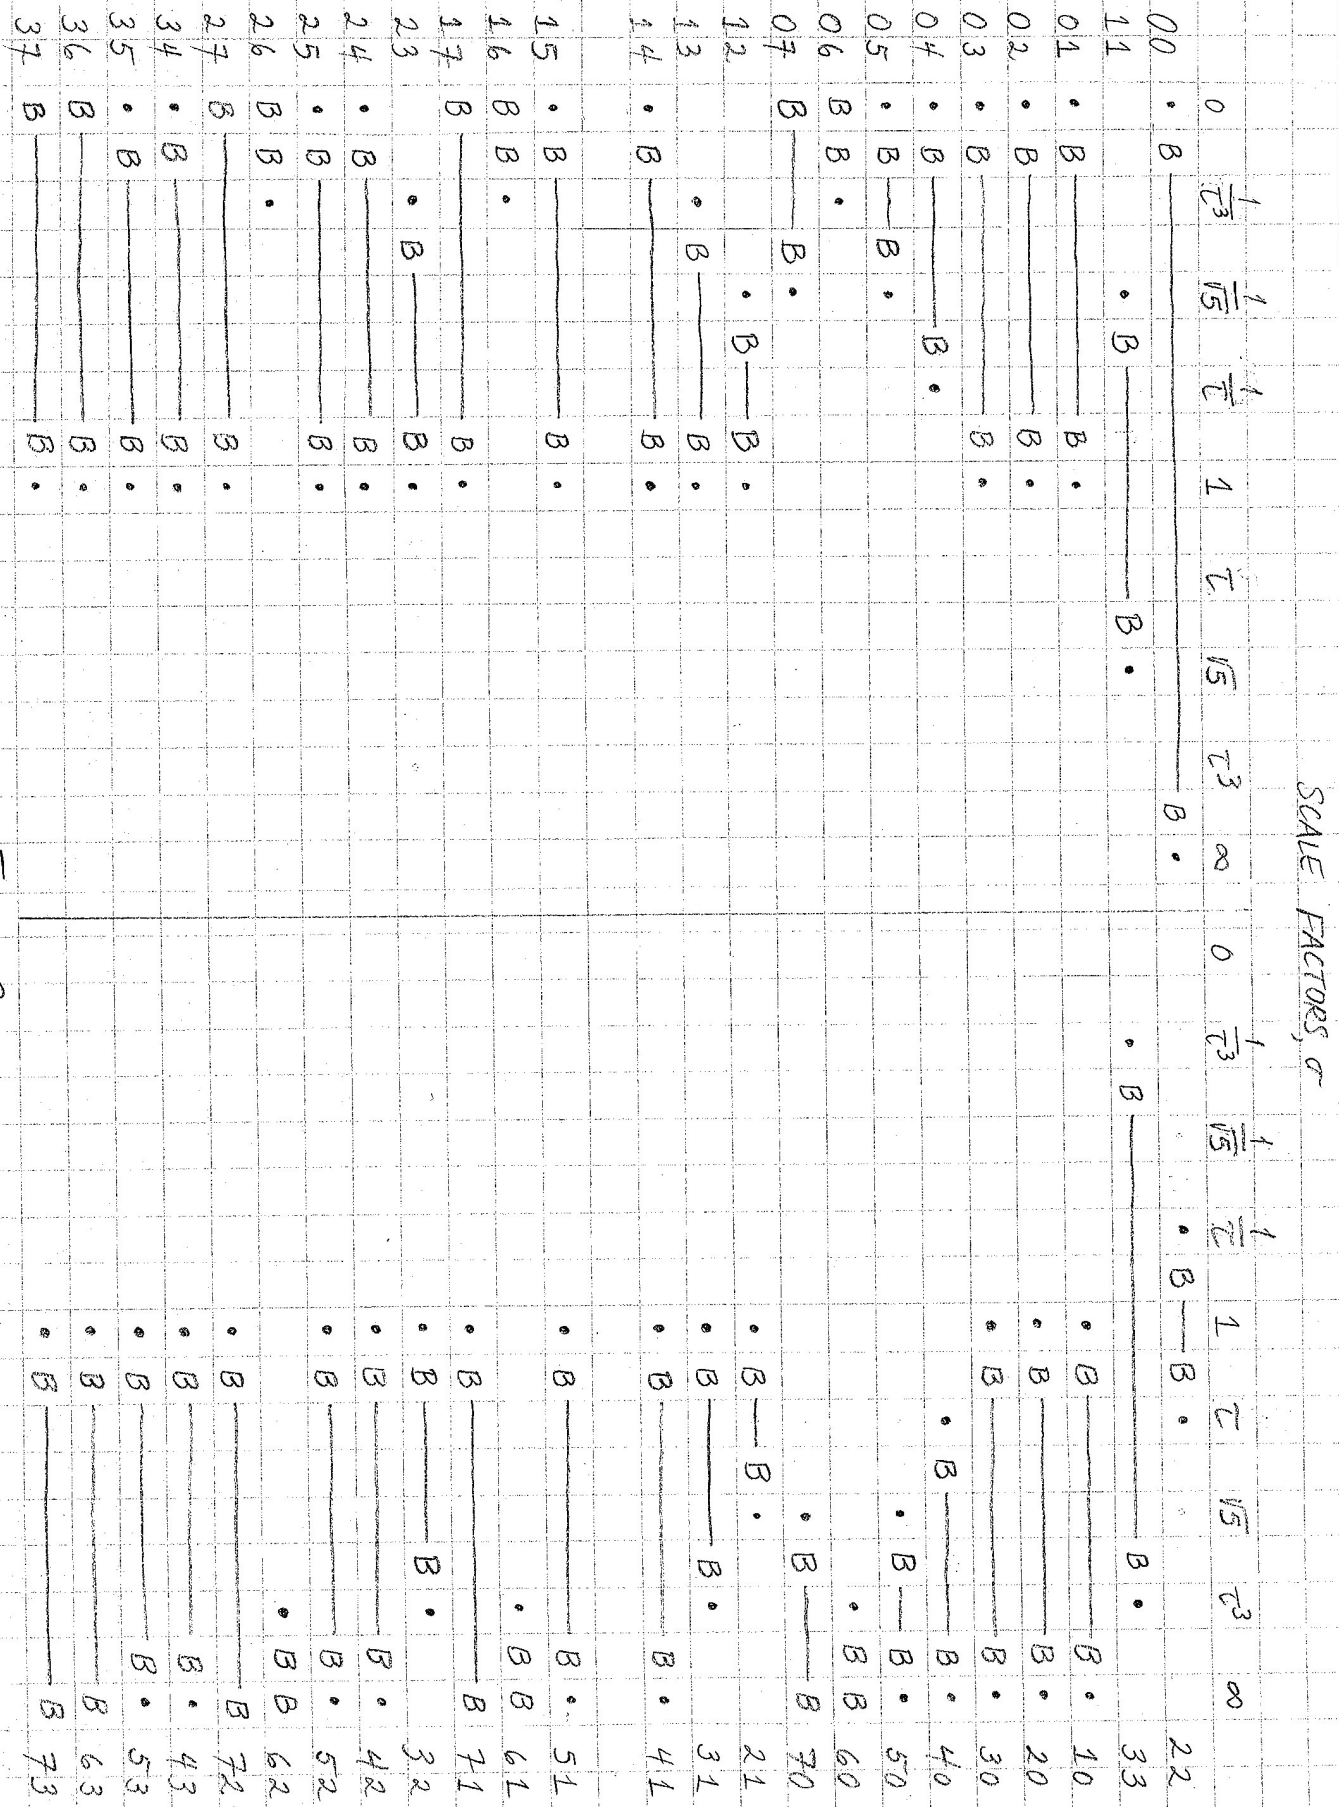 SCALE FACTORS, σ
0 1/τ³ 1/√5 1/τ 1 τ √5 τ³ ∞ 0 1/τ³ 1/√5 1/τ 1 τ √5 τ³ ∞
00 • B — B • • B — B • 22
11 • B — B • • B — B • 33
01 • B — B • • B — B • 10
02 • B — B • • B — B • 20
03 • B — B • • B — B • 30
04 • B — B • • B — B • 40
05 • B — B • • B — B • 50
06 B B • • B B 60
07 B — B • • B — B 70
12 • B — B • • B — B • 21
13 • B — B • • B — B • 31
14 • B — B • • B — B • 41
15 • B — B • • B — B • 51
16 B B • • B B 61
17 B — B • • B — B 71
23 • B — B • • B — B • 32
24 • B — B • • B — B • 42
25 • B — B • • B — B • 52
26 B B • • B B 62
27 B — B • • B — B 72
34 • B — B • • B — B • 43
35 • B — B • • B — B • 53
36 B — B • • B — B 63
37 B — B • • B — B 73